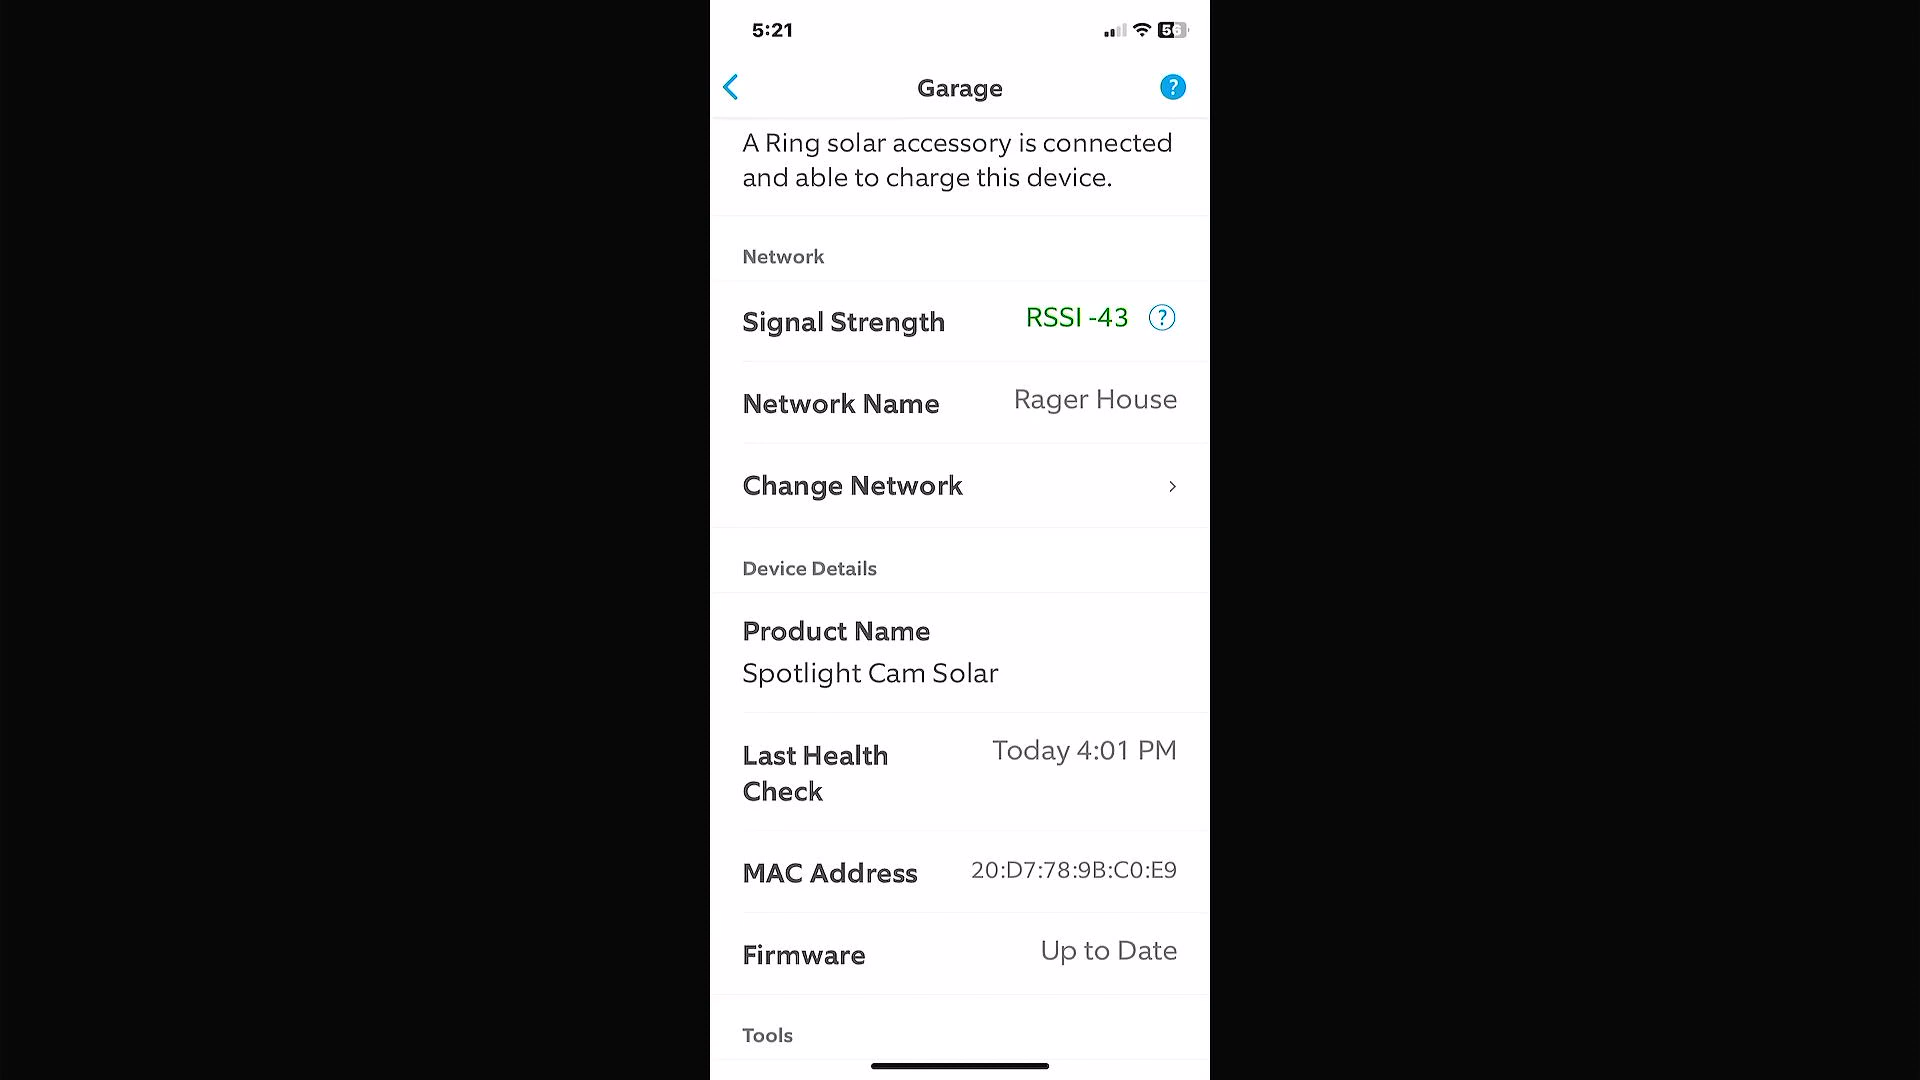 5:21
56
Garage
?
A Ring solar accessory is connected
and able to charge this device.
Network
Signal Strength
RSSI -43
?
Network Name
Rager House
Change Network
Device Details
Product Name
Spotlight Cam Solar
Last Health
Check
Today 4:01 PM
MAC Address
20:D7:78:9B:C0:E9
Firmware
Up to Date
Tools